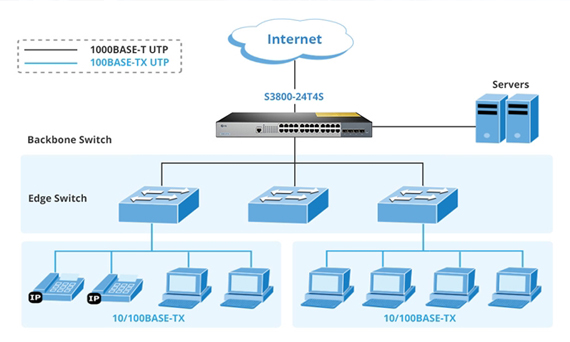 Internet
1000BASE-T UTP
100BASE-TX UTP
S3800-24T4S
Servers
Backbone Switch
Edge Switch
IP
IP
10/100BASE-TX
10/100BASE-TX